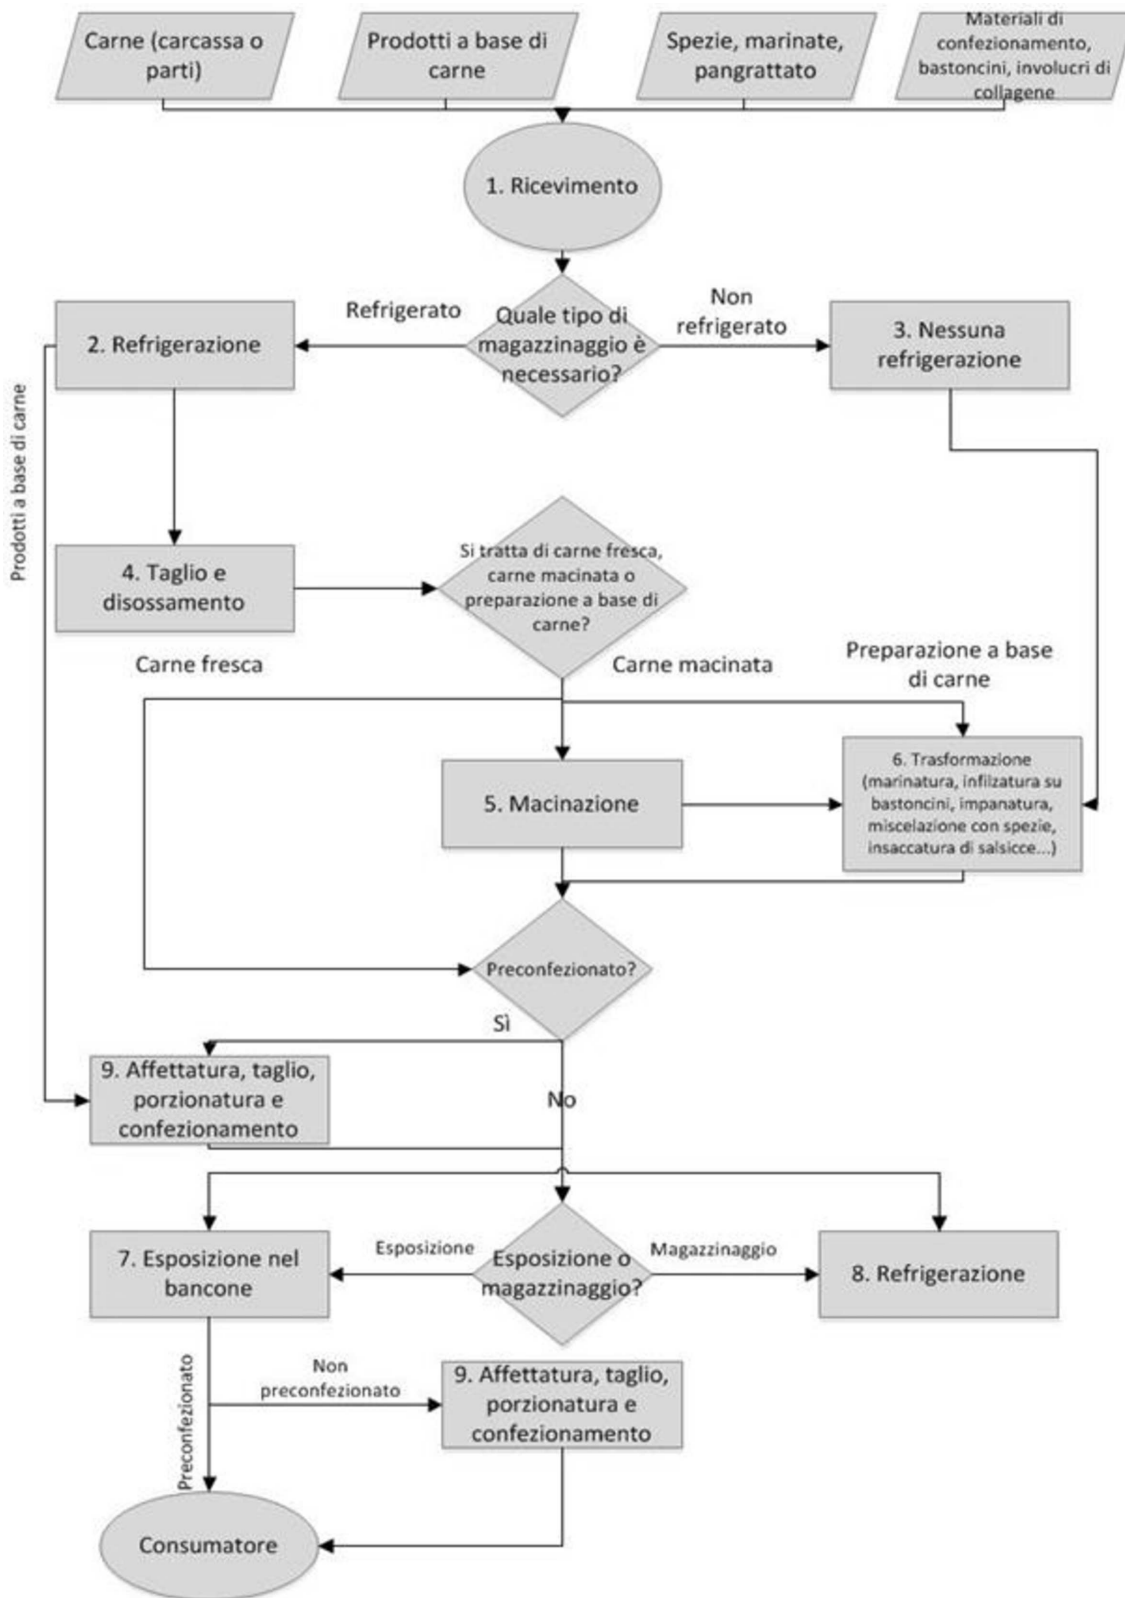 Carne (carcassa o
parti)
Prodotti a base di
carne
Spezie, marinate,
pangrattato
Materiali di
confezionamento,
bastoncini, involucri di
collagene
1. Ricevimento
Refrigerato
Quale tipo di
magazzinaggio è
necessario?
Non
refrigerato
2. Refrigerazione
3. Nessuna
refrigerazione
Prodotti a base di carne
4. Taglio e
disossamento
Si tratta di carne fresca,
carne macinata o
preparazione a base di
carne?
Carne fresca
Carne macinata
Preparazione a base
di carne
5. Macinazione
6. Trasformazione
(marinatura, infilzatura su
bastoncini, impanatura,
miscelazione con spezie,
insaccatura di salsicce...)
Preconfezionato?
Sì
No
9. Affettatura, taglio,
porzionatura e
confezionamento
7. Esposizione nel
bancone
Esposizione
Esposizione o
magazzinaggio?
Magazzinaggio
8. Refrigerazione
Preconfezionato
Non
preconfezionato
9. Affettatura, taglio,
porzionatura e
confezionamento
Consumatore